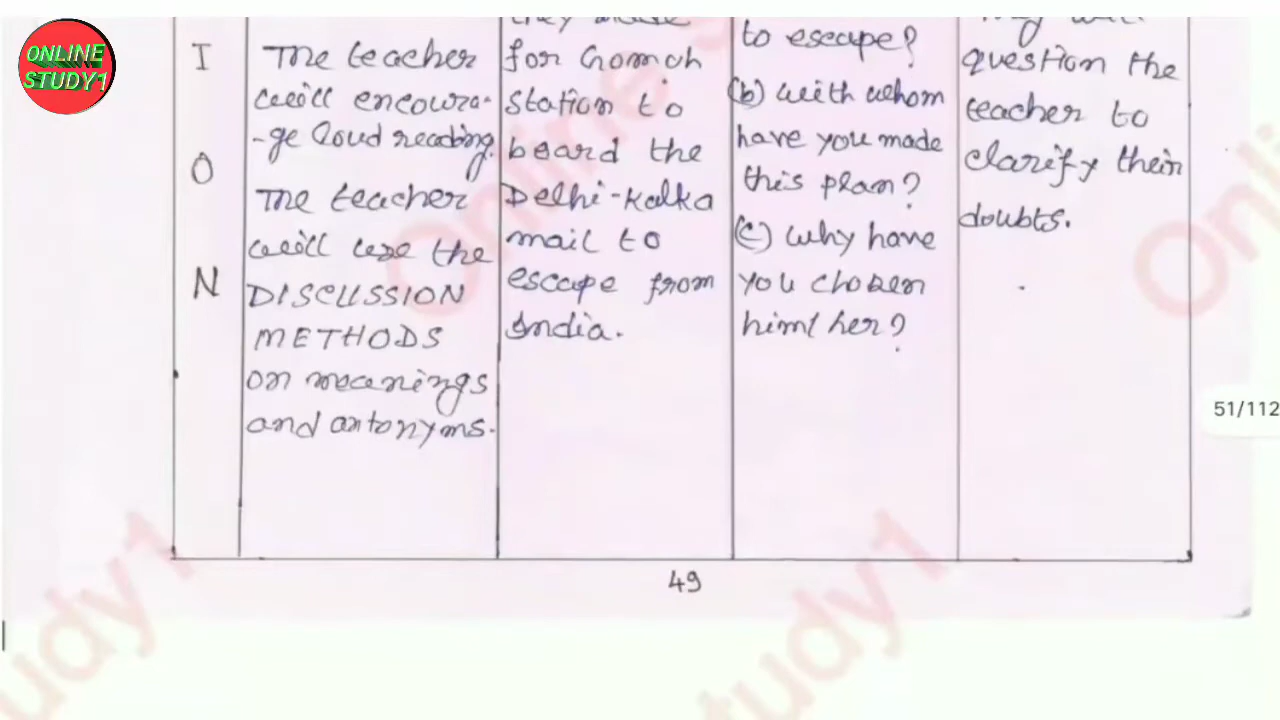 ONLINE
STUDY1
I
O
N
The teacher
will encoura-
-ge loud reading.
The teacher
will use the
DISCUSSION
METHODS
on meanings
and antonyms.
for Gomoh
station to
board the
Delhi-Kalka
mail to
escape from
India.
to escape?
(b) with whom
have you made
this plan?
(c) why have
you chosen
him/her?
question the
teacher to
clarify their
doubts.
51/112
49